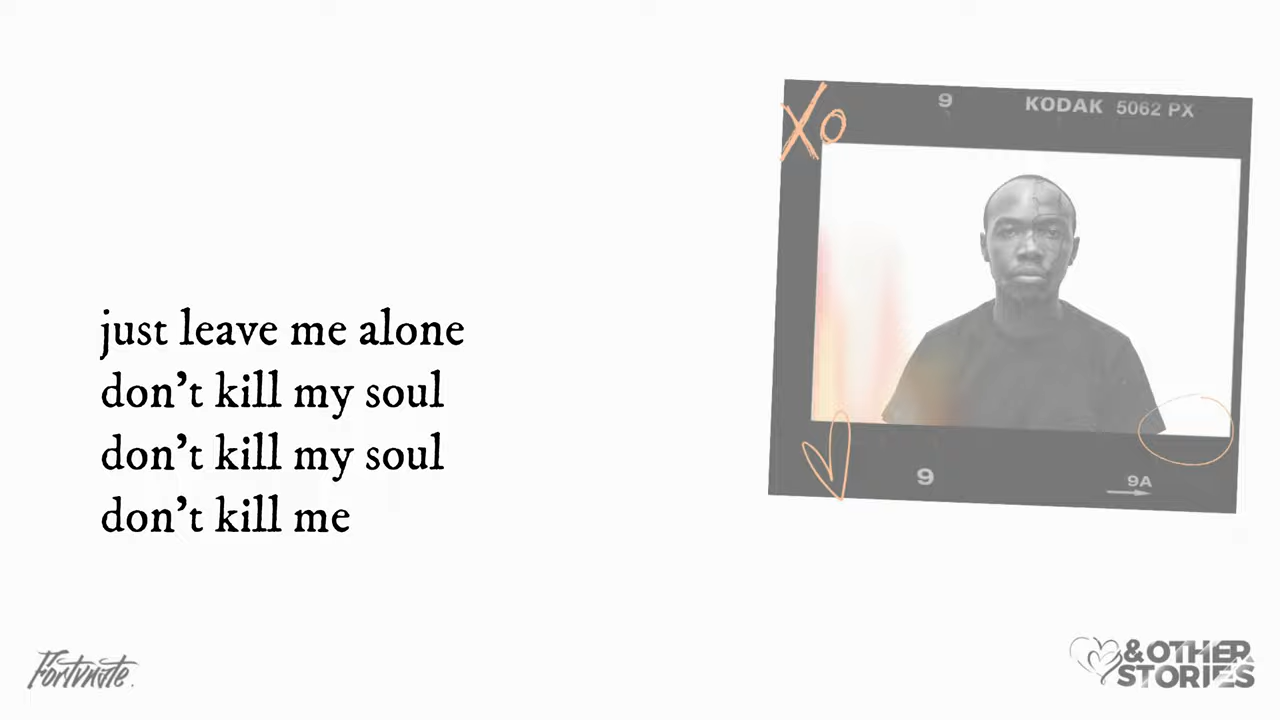 just leave me alone
don't kill my soul
don't kill my soul
don't kill me
XO
9
KODAK 5062 PX
9
9A
Fortunate.
& OTHER
STORIES